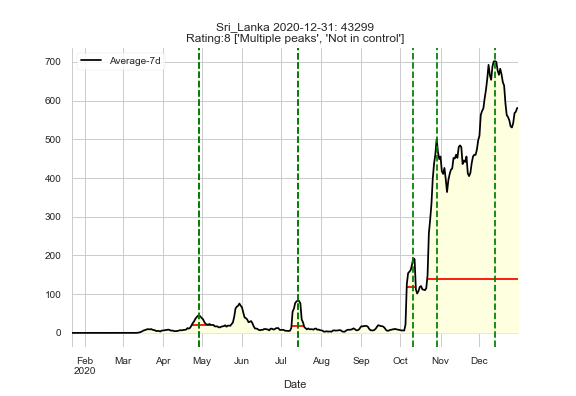 Sri_Lanka 2020-12-31: 43299
Rating:8 ['Multiple peaks', 'Not in control']
Average-7d
700
600
500
400
300
200
100
0
Feb Mar Apr May Jun Jul Aug Sep Oct Nov Dec
2020
Date